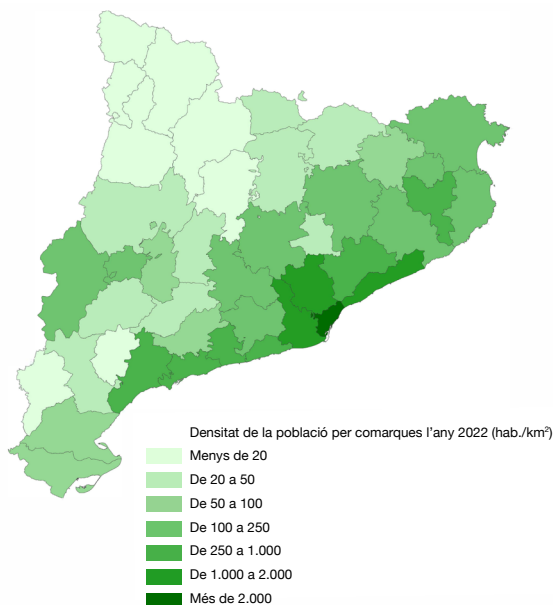 Densitat de la població per comarques l’any 2022 (hab./km²)
Menys de 20
De 20 a 50
De 50 a 100
De 100 a 250
De 250 a 1.000
De 1.000 a 2.000
Més de 2.000